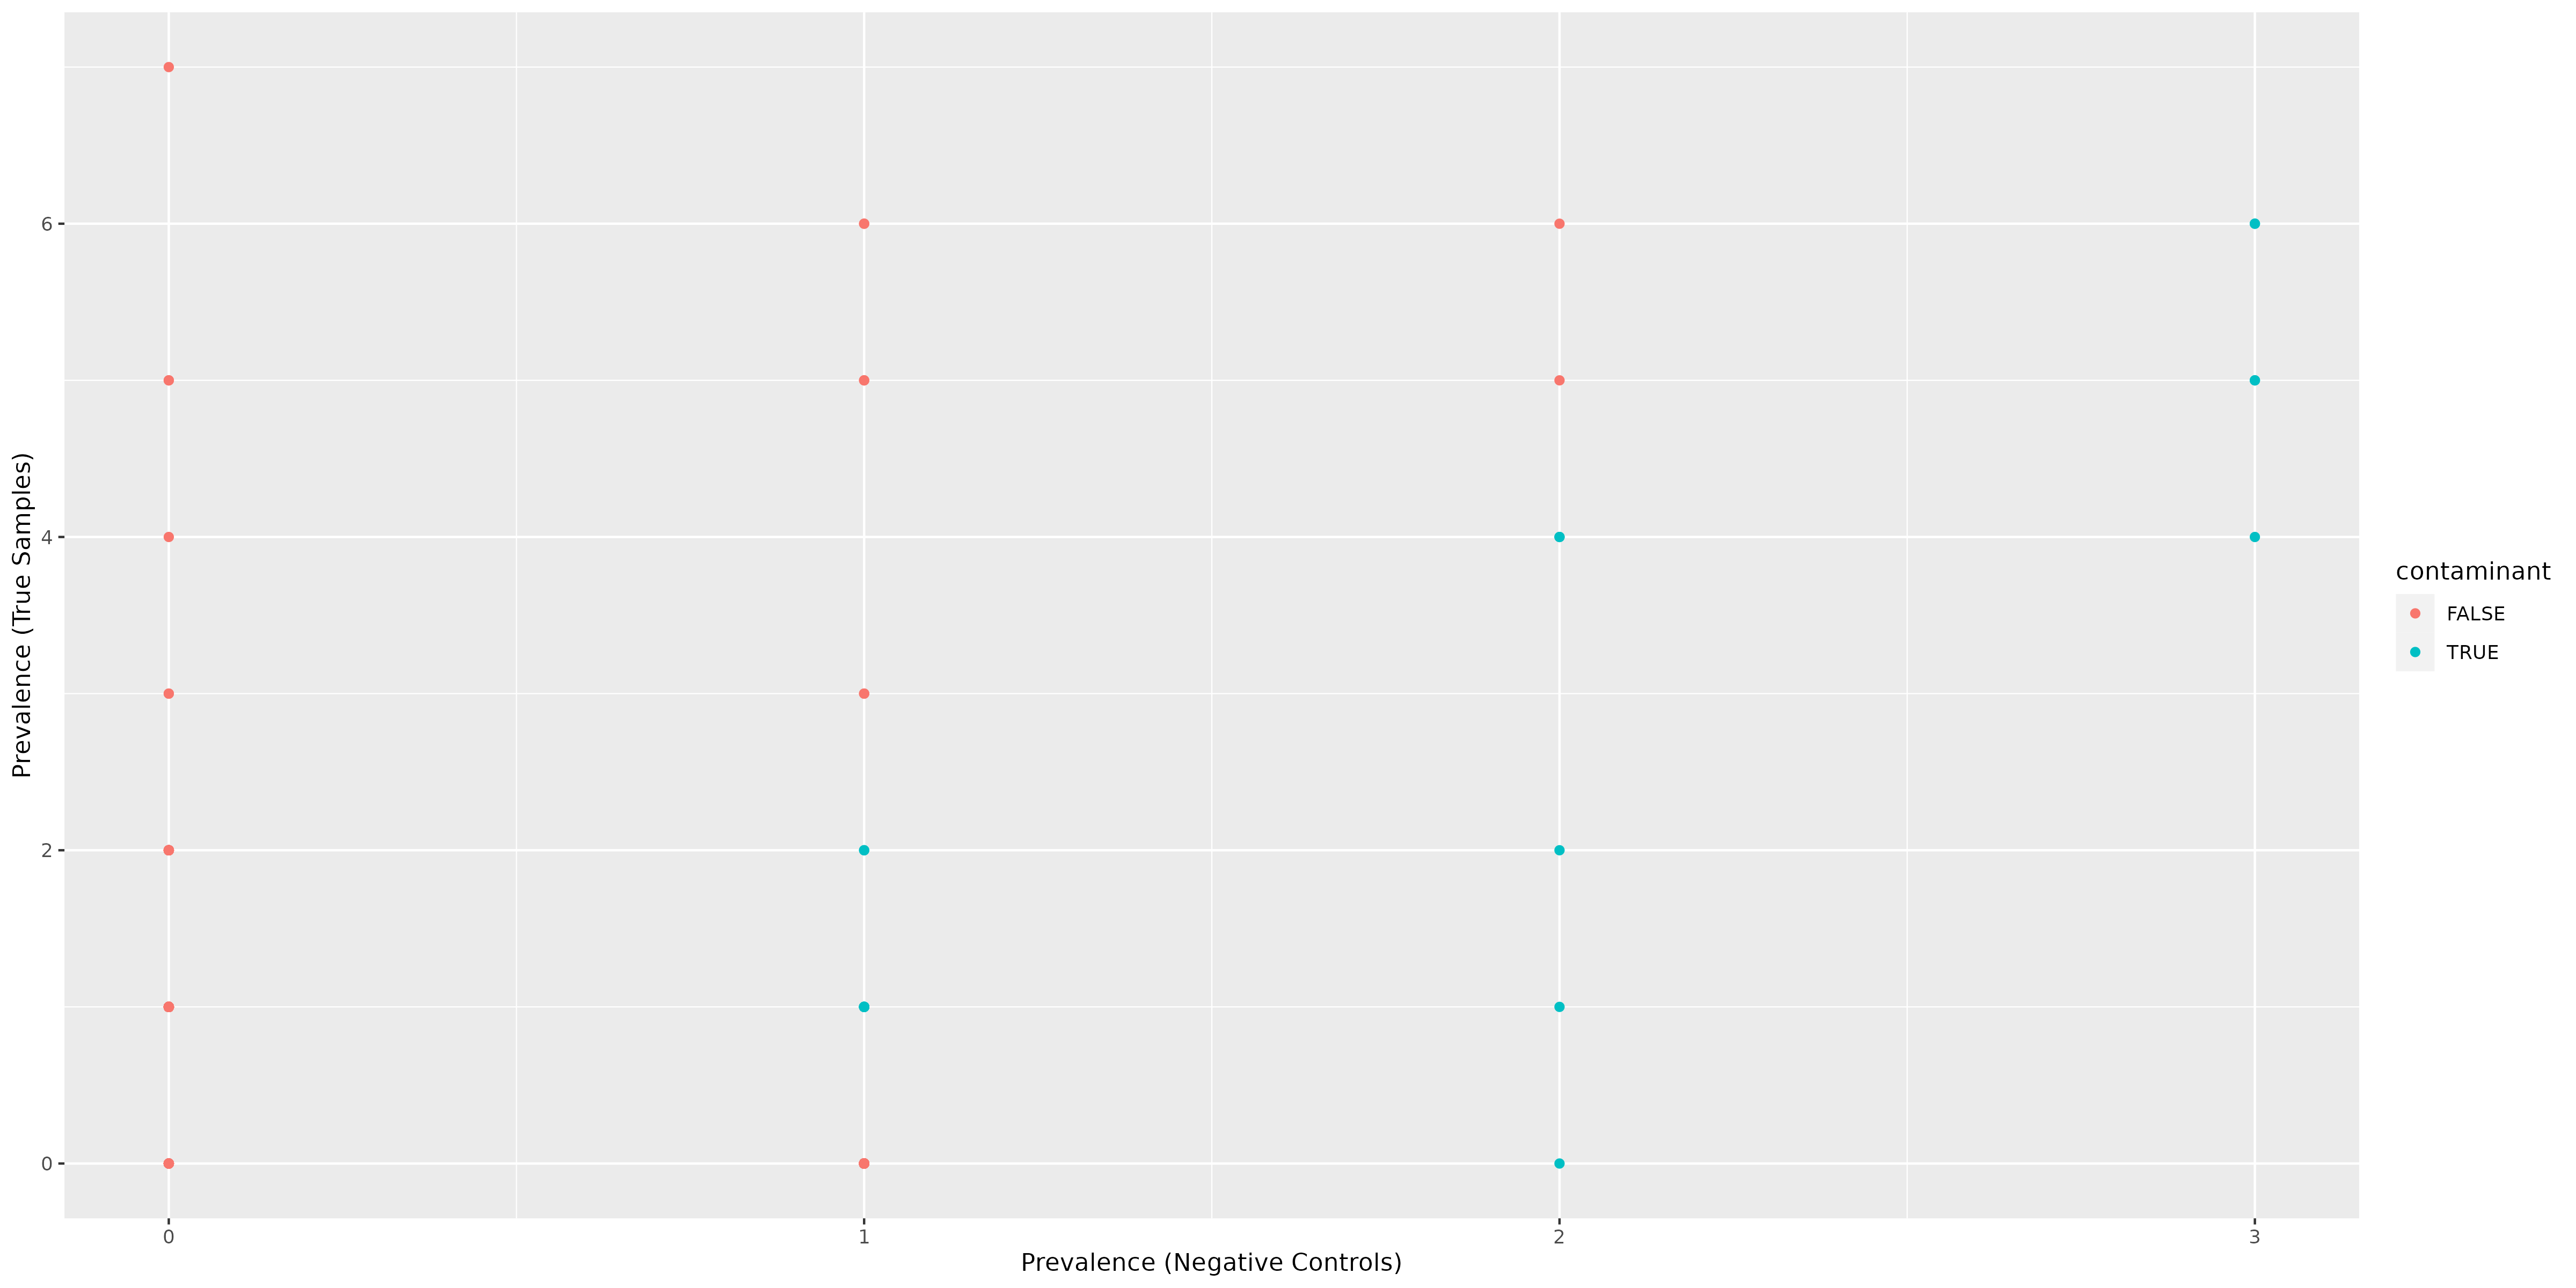 Prevalence (True Samples)
6
4
2
0
0 1 2 3
Prevalence (Negative Controls)
contaminant
FALSE
TRUE